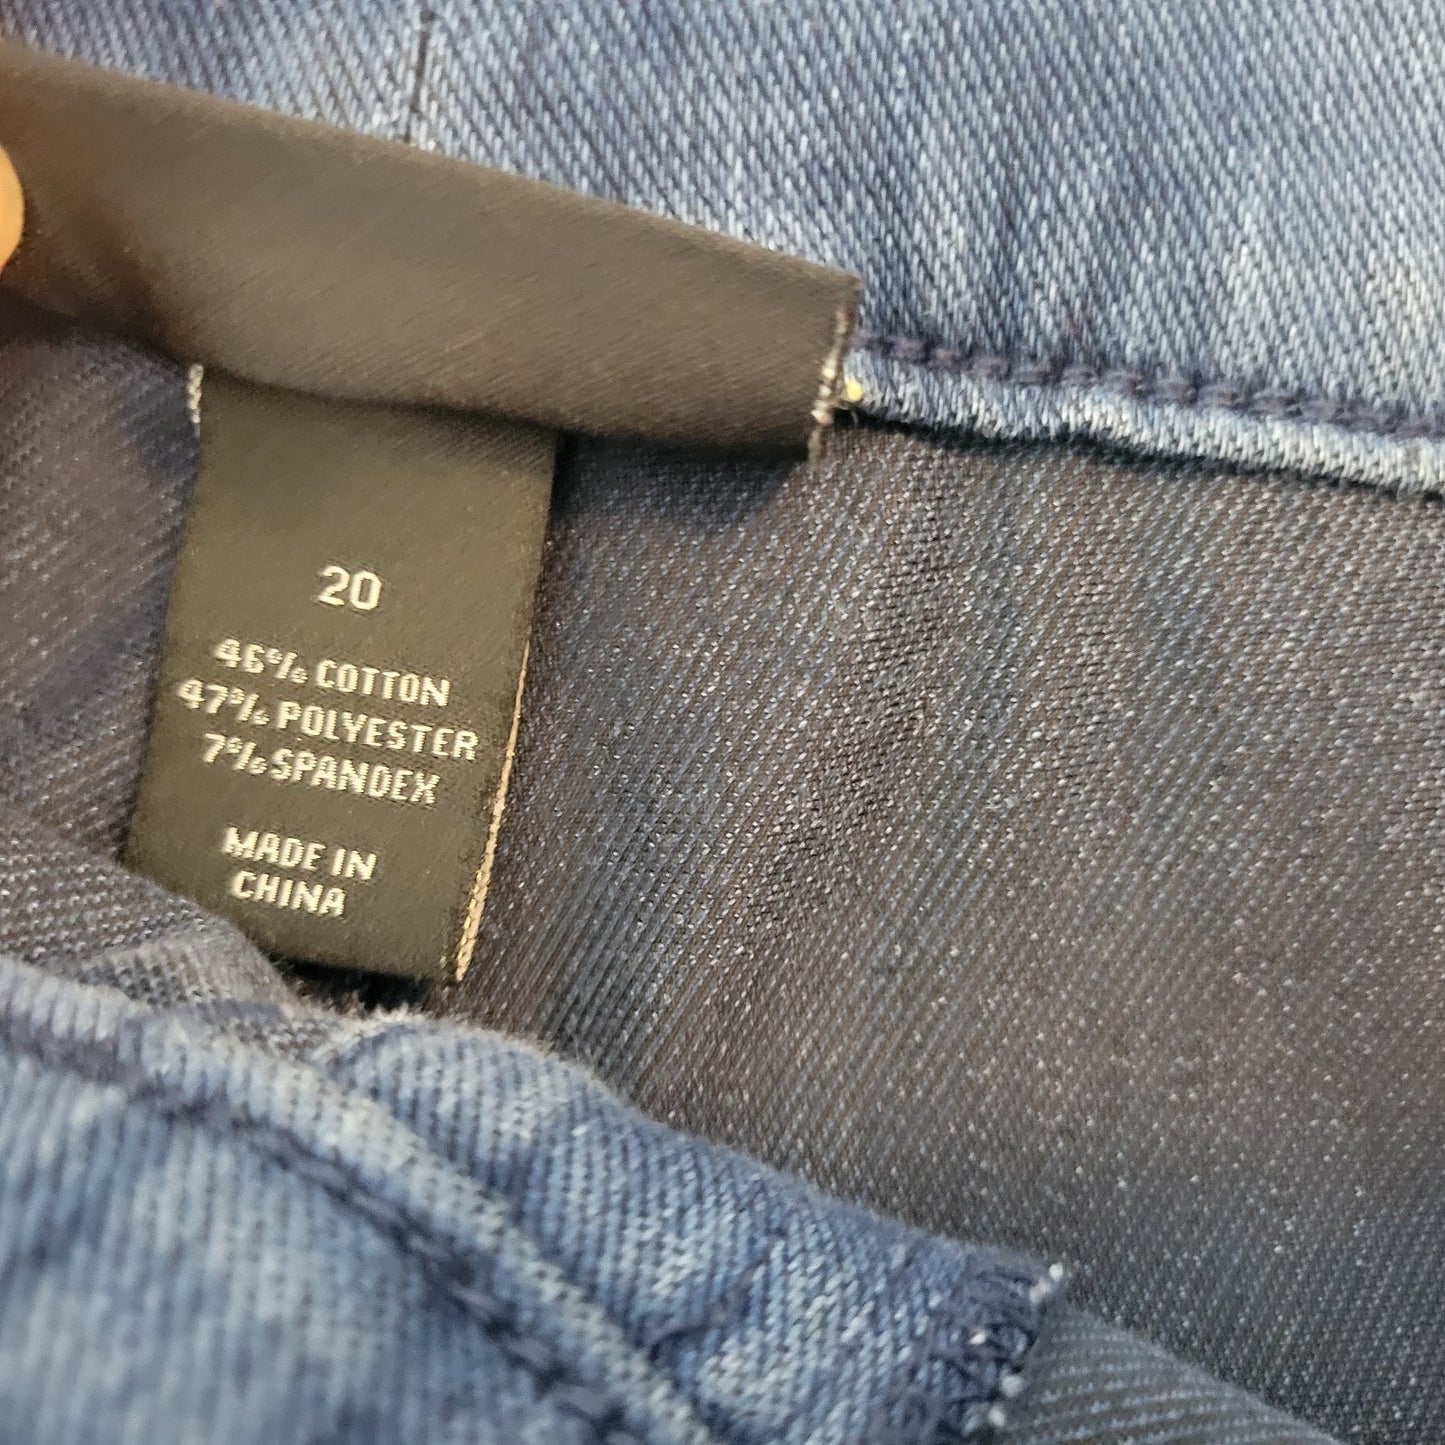 20
46% COTTON
47% POLYESTER
7% SPANDEX
MADE IN
CHINA